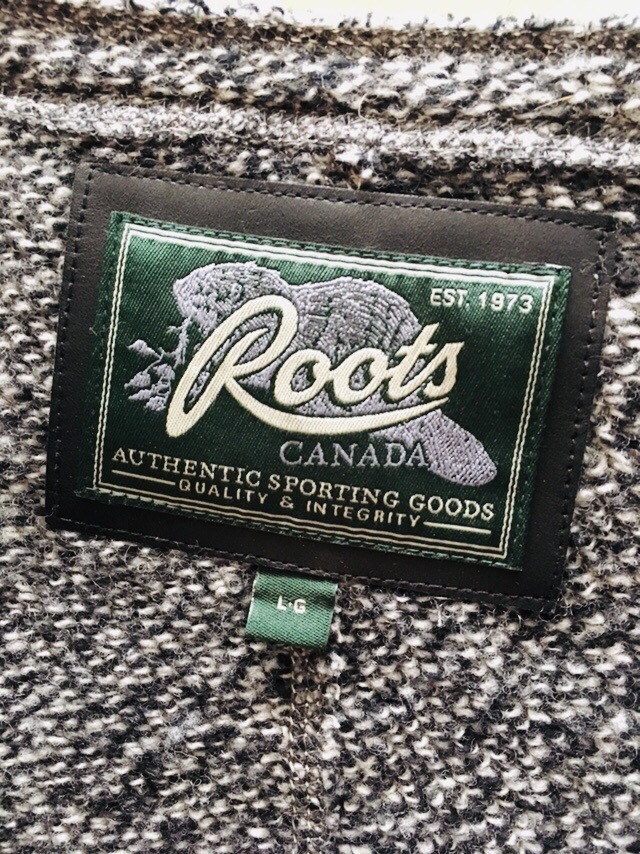 EST. 1973
Roots
CANADA
AUTHENTIC SPORTING GOODS
QUALITY & INTEGRITY
L·G